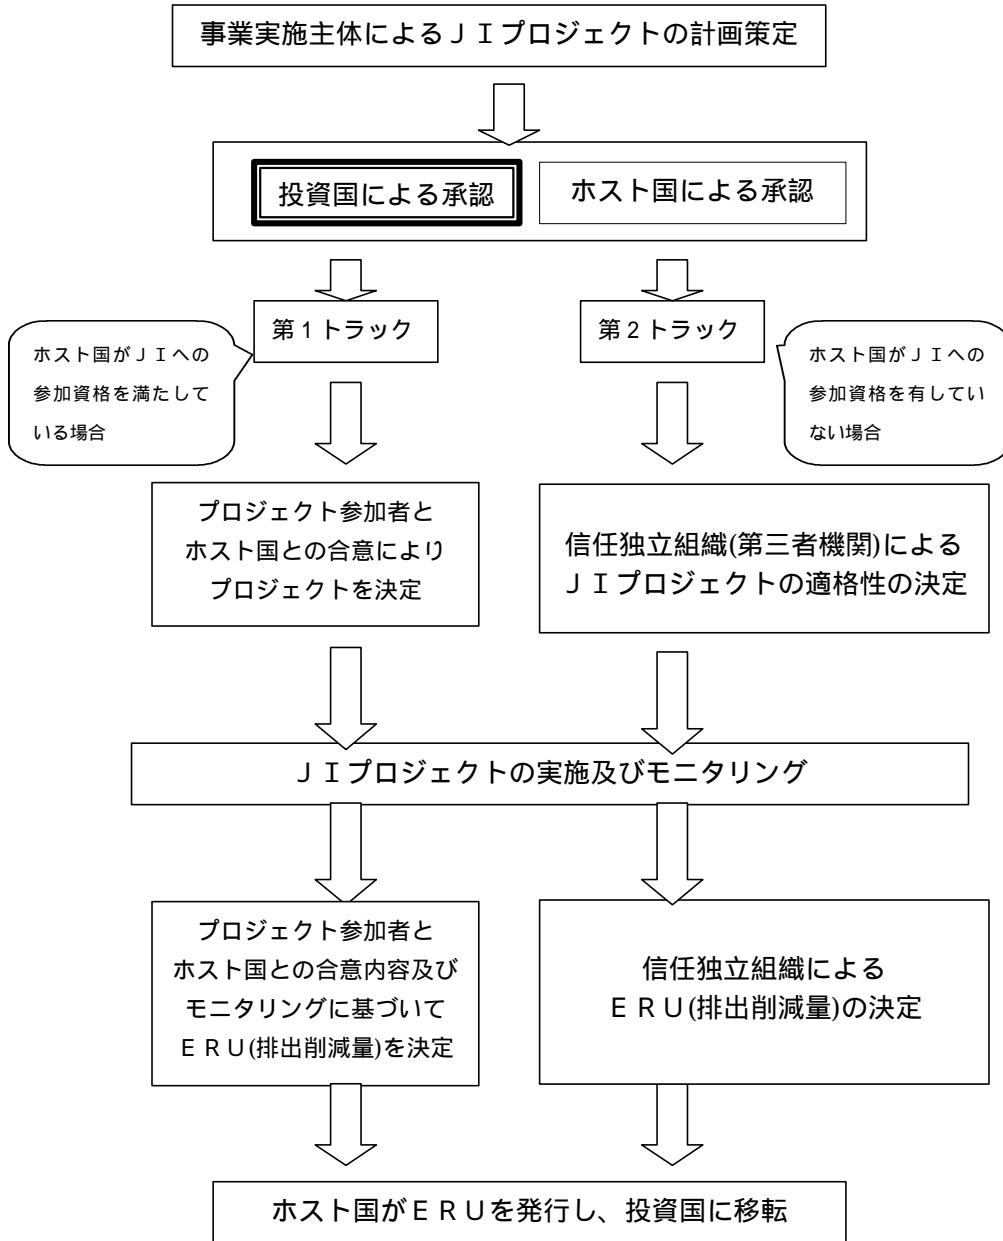 事業実施主体によるＪＩプロジェクトの計画策定
投資国による承認
ホスト国による承認
第１トラック
第２トラック
ホスト国がＪＩへの
参加資格を満たして
いる場合
ホスト国がＪＩへの
参加資格を有してい
ない場合
プロジェクト参加者と
ホスト国との合意により
プロジェクトを決定
信任独立組織(第三者機関)による
ＪＩプロジェクトの適格性の決定
ＪＩプロジェクトの実施及びモニタリング
プロジェクト参加者と
ホスト国との合意内容及び
モニタリングに基づいて
ＥＲＵ(排出削減量)を決定
信任独立組織による
ＥＲＵ(排出削減量)の決定
ホスト国がＥＲＵを発行し、投資国に移転